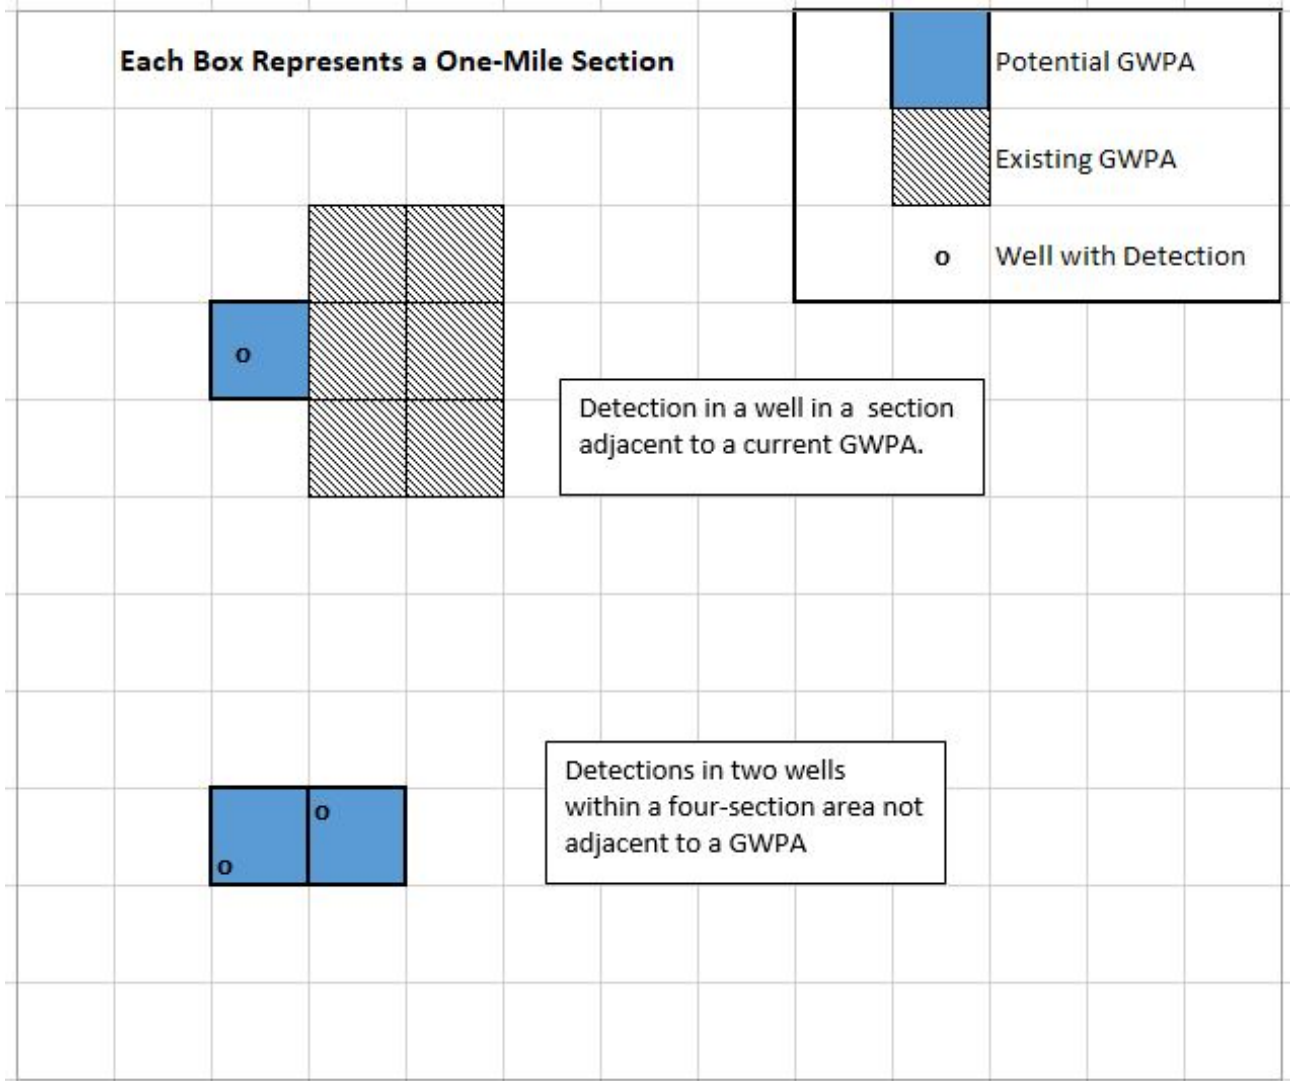 Each Box Represents a One-Mile Section
Potential GWPA
Existing GWPA
o Well with Detection
o
Detection in a well in a section
adjacent to a current GWPA.
Detections in two wells
within a four-section area not
adjacent to a GWPA
o
o